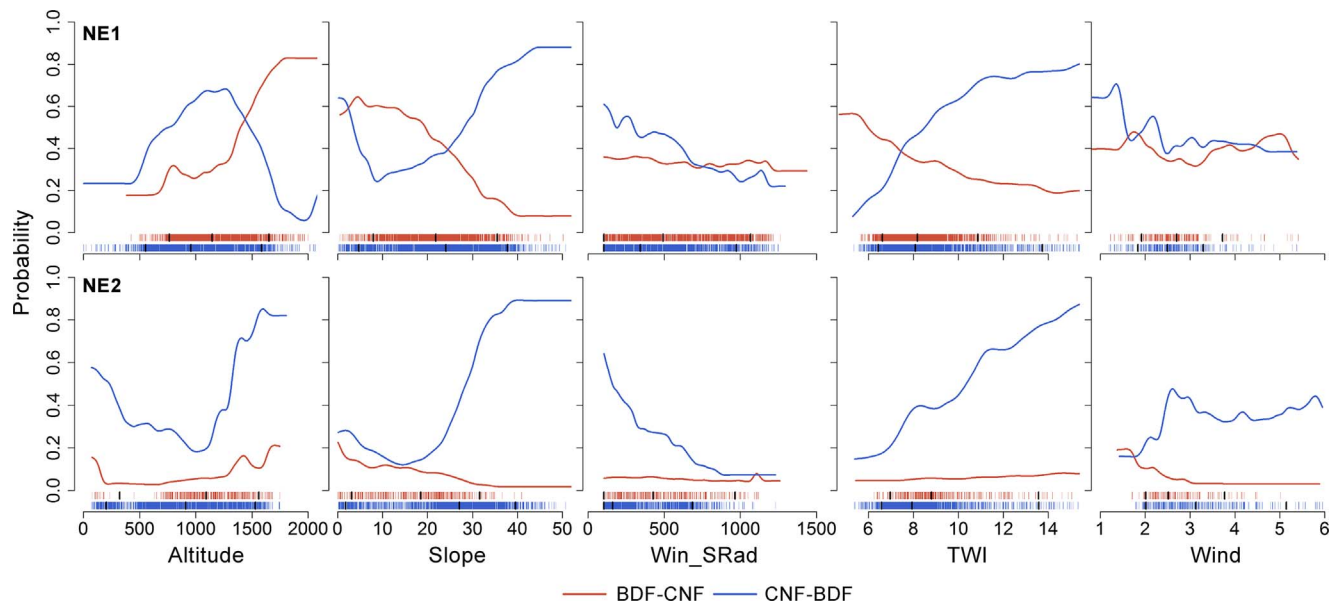 NE1
0.0 0.2 0.4 0.6 0.8 1.0
NE2
0.0 0.2 0.4 0.6 0.8 1.0
Probability
0 500 1000 1500 2000
0 10 20 30 40 50
0 500 1000 1500
6 8 10 12 14
1 2 3 4 5 6
Altitude Slope Win_SRad TWI Wind
BDF-CNF CNF-BDF